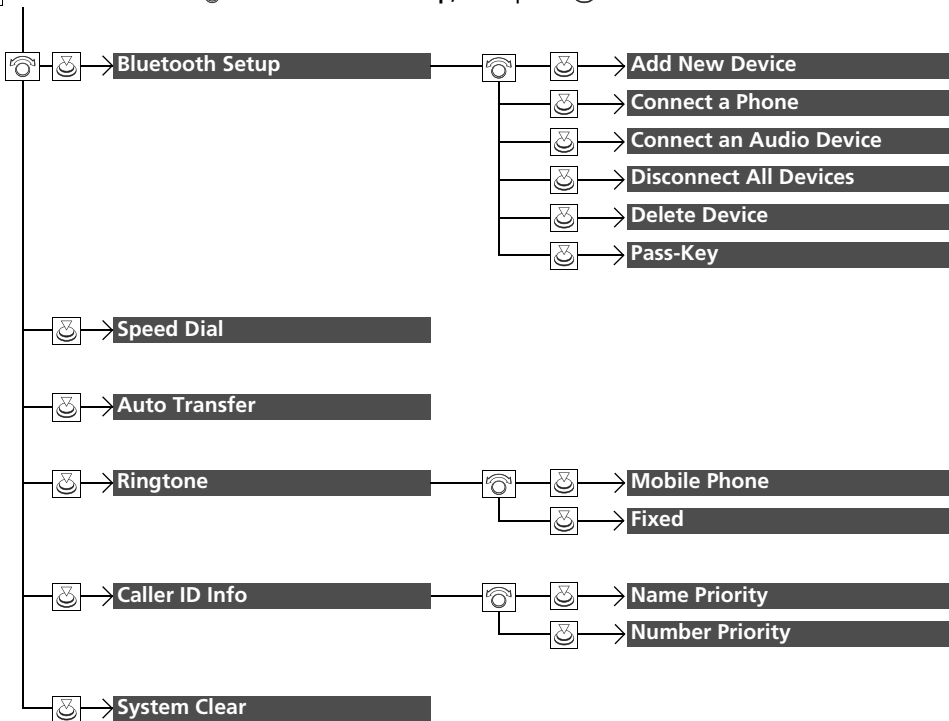 Bluetooth Setup
Add New Device
Connect a Phone
Connect an Audio Device
Disconnect All Devices
Delete Device
Pass-Key
Speed Dial
Auto Transfer
Ringtone
Mobile Phone
Fixed
Caller ID Info
Name Priority
Number Priority
System Clear